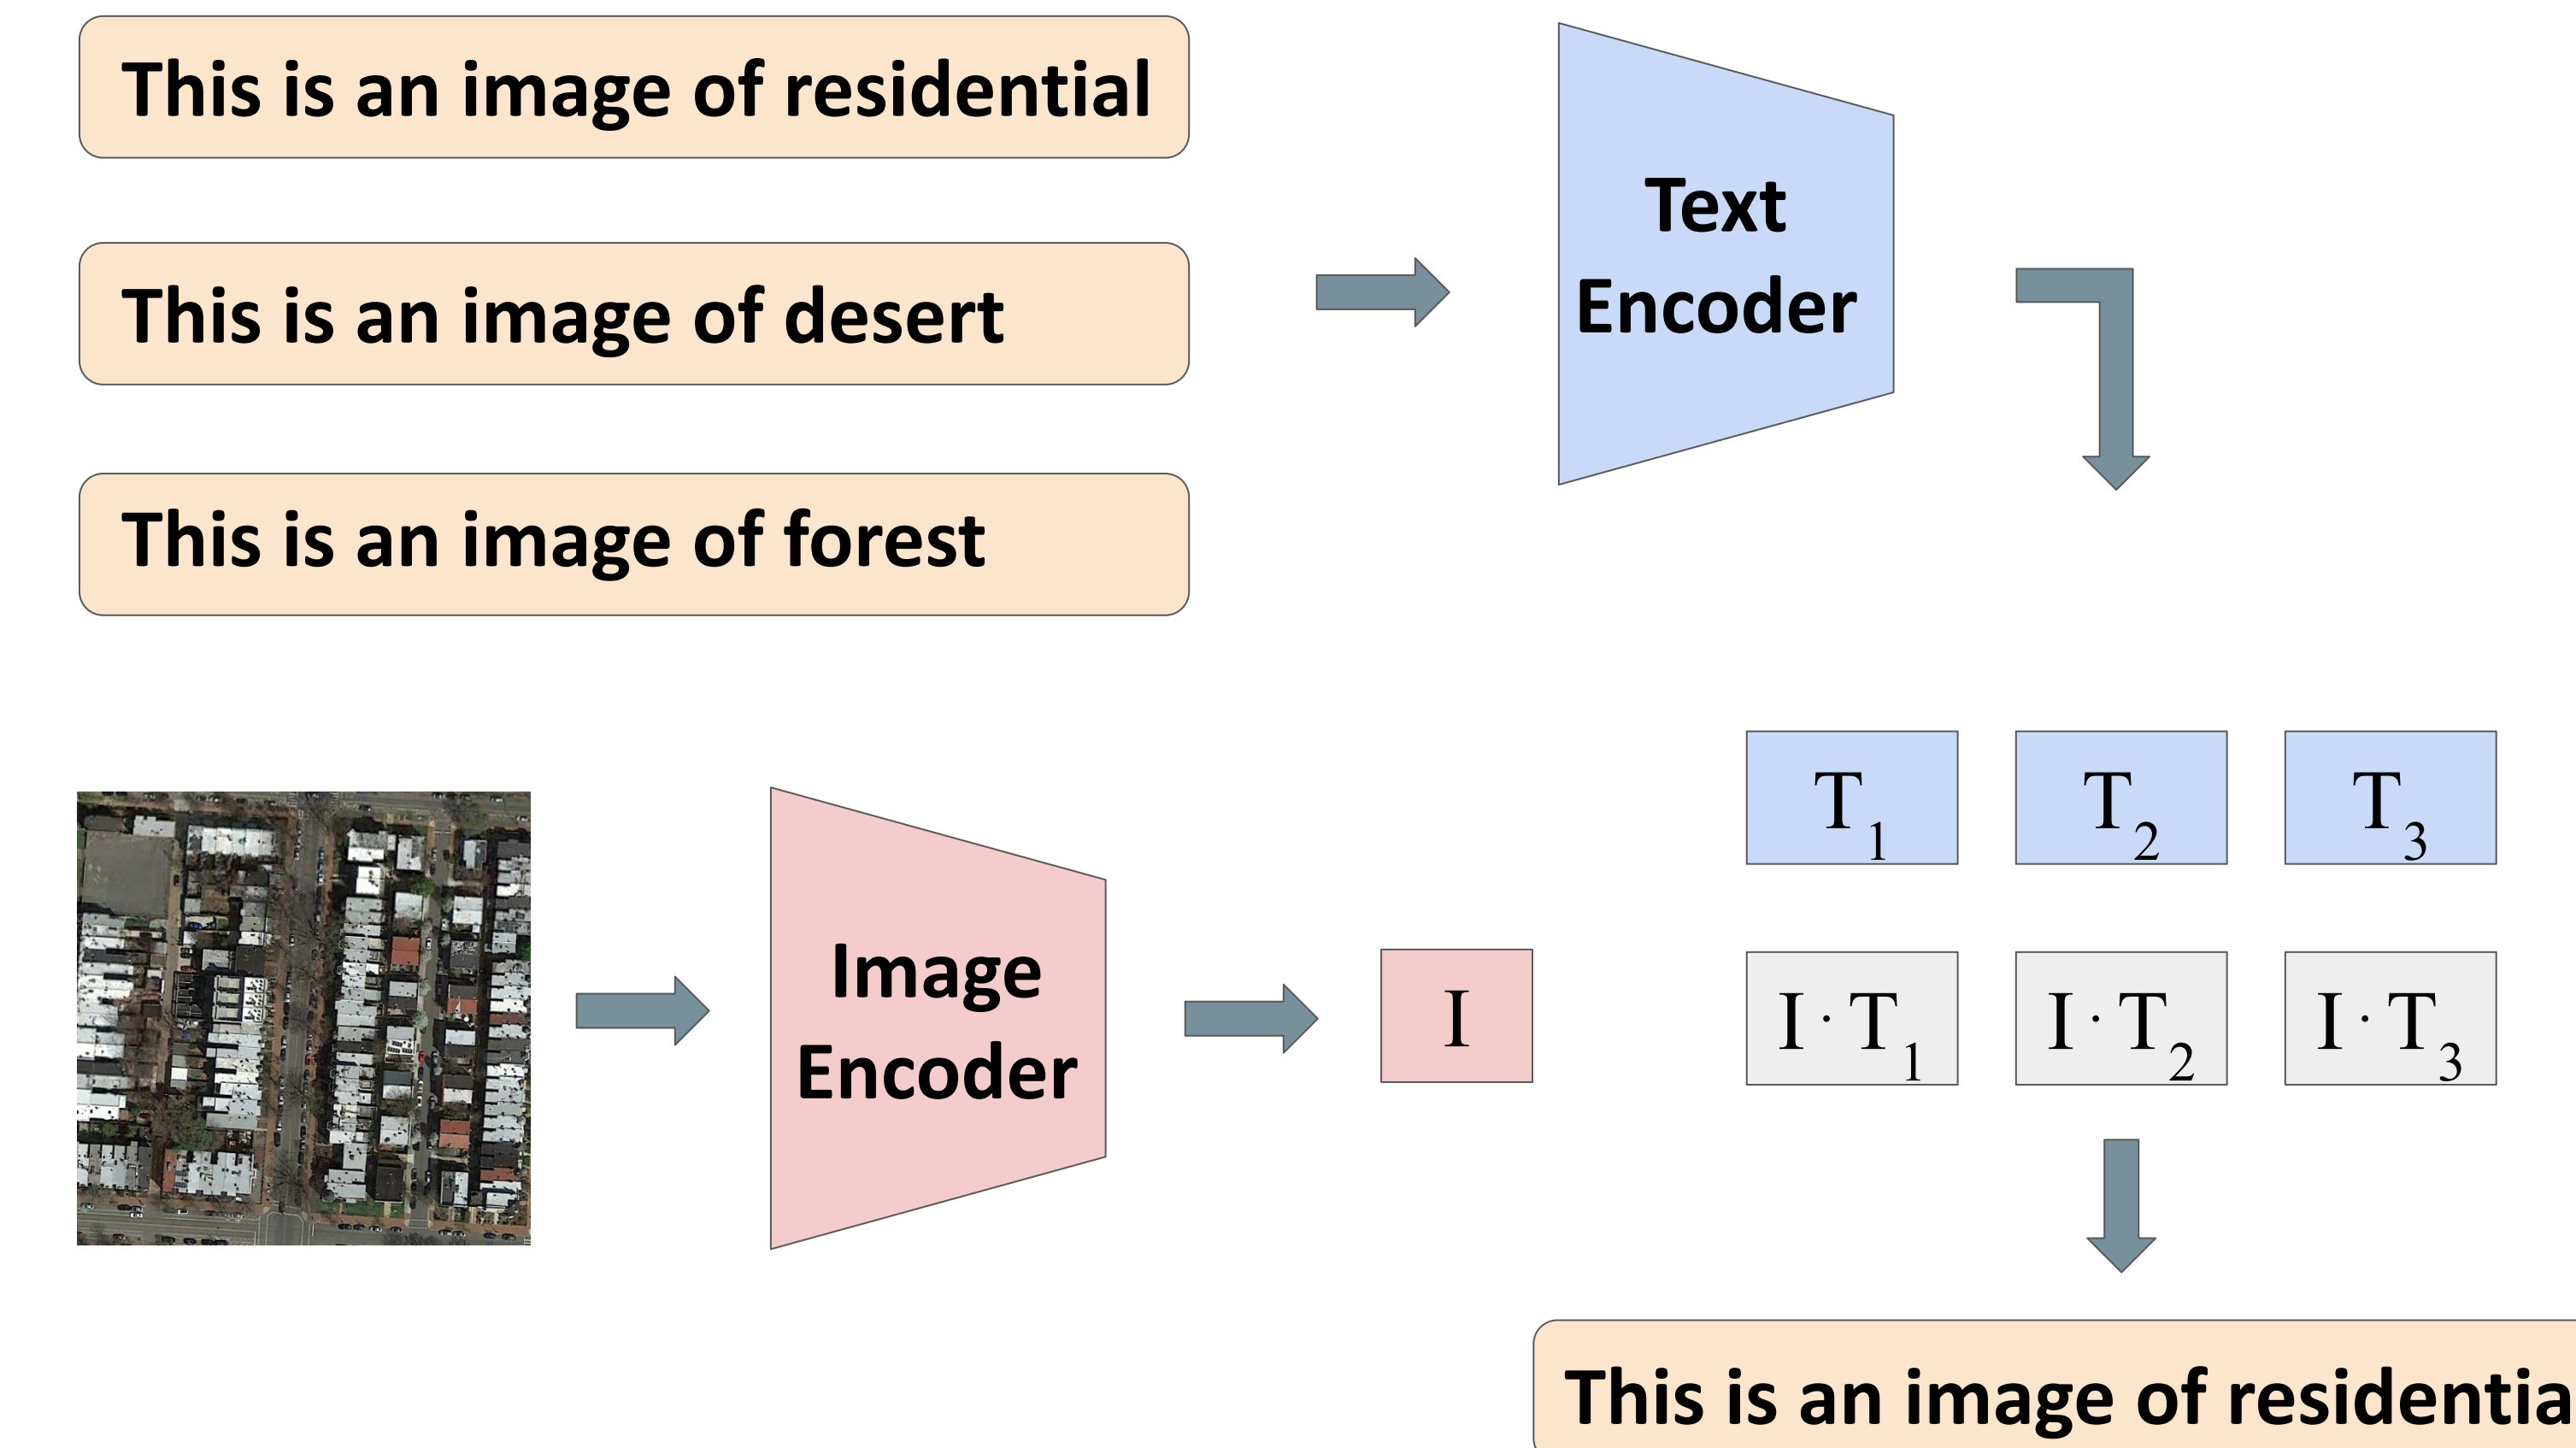 This is an image of residential
This is an image of desert
This is an image of forest
Text
Encoder
Image
Encoder
I
T1
T2
T3
I · T1
I · T2
I · T3
This is an image of residentia